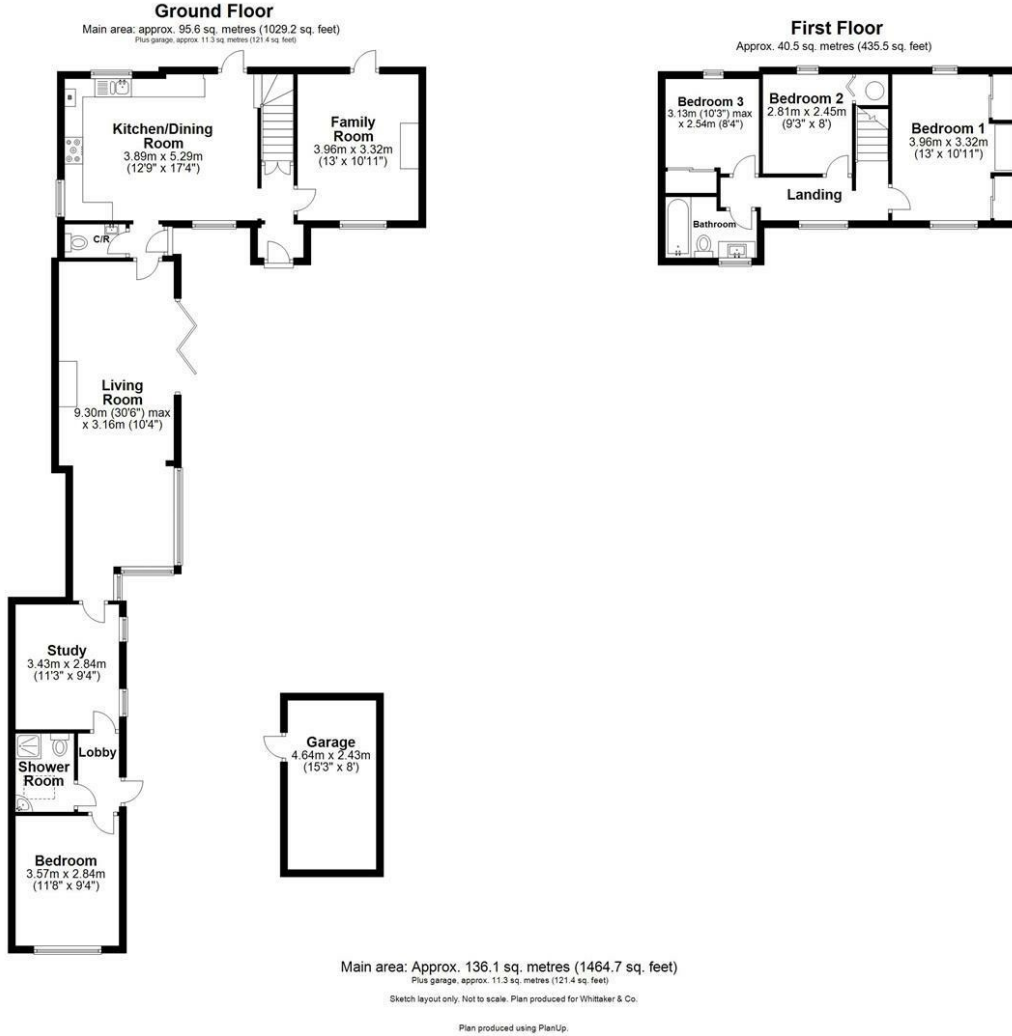 Ground Floor
Main area: approx. 95.6 sq. metres (1029.2 sq. feet)
Plus garage, approx. 11.3 sq. metres (121.4 sq. feet)
Kitchen/Dining
Room
3.89m x 5.29m
(12'9" x 17'4")
Family
Room
3.96m x 3.32m
(13' x 10'11")
C/R
Living
Room
9.30m (30'6") max
x 3.16m (10'4")
Study
3.43m x 2.84m
(11'3" x 9'4")
Lobby
Shower
Room
Bedroom
3.57m x 2.84m
(11'8" x 9'4")
Garage
4.64m x 2.43m
(15'3" x 8')
First Floor
Approx. 40.5 sq. metres (435.5 sq. feet)
Bedroom 3
3.13m (10'3") max
x 2.54m (8'4")
Bedroom 2
2.81m x 2.45m
(9'3" x 8')
Bedroom 1
3.96m x 3.32m
(13' x 10'11")
Landing
Bathroom
Main area: Approx. 136.1 sq. metres (1464.7 sq. feet)
Plus garage, approx. 11.3 sq. metres (121.4 sq. feet)
Sketch layout only. Not to scale. Plan produced for Whittaker & Co.
Plan produced using PlanUp.